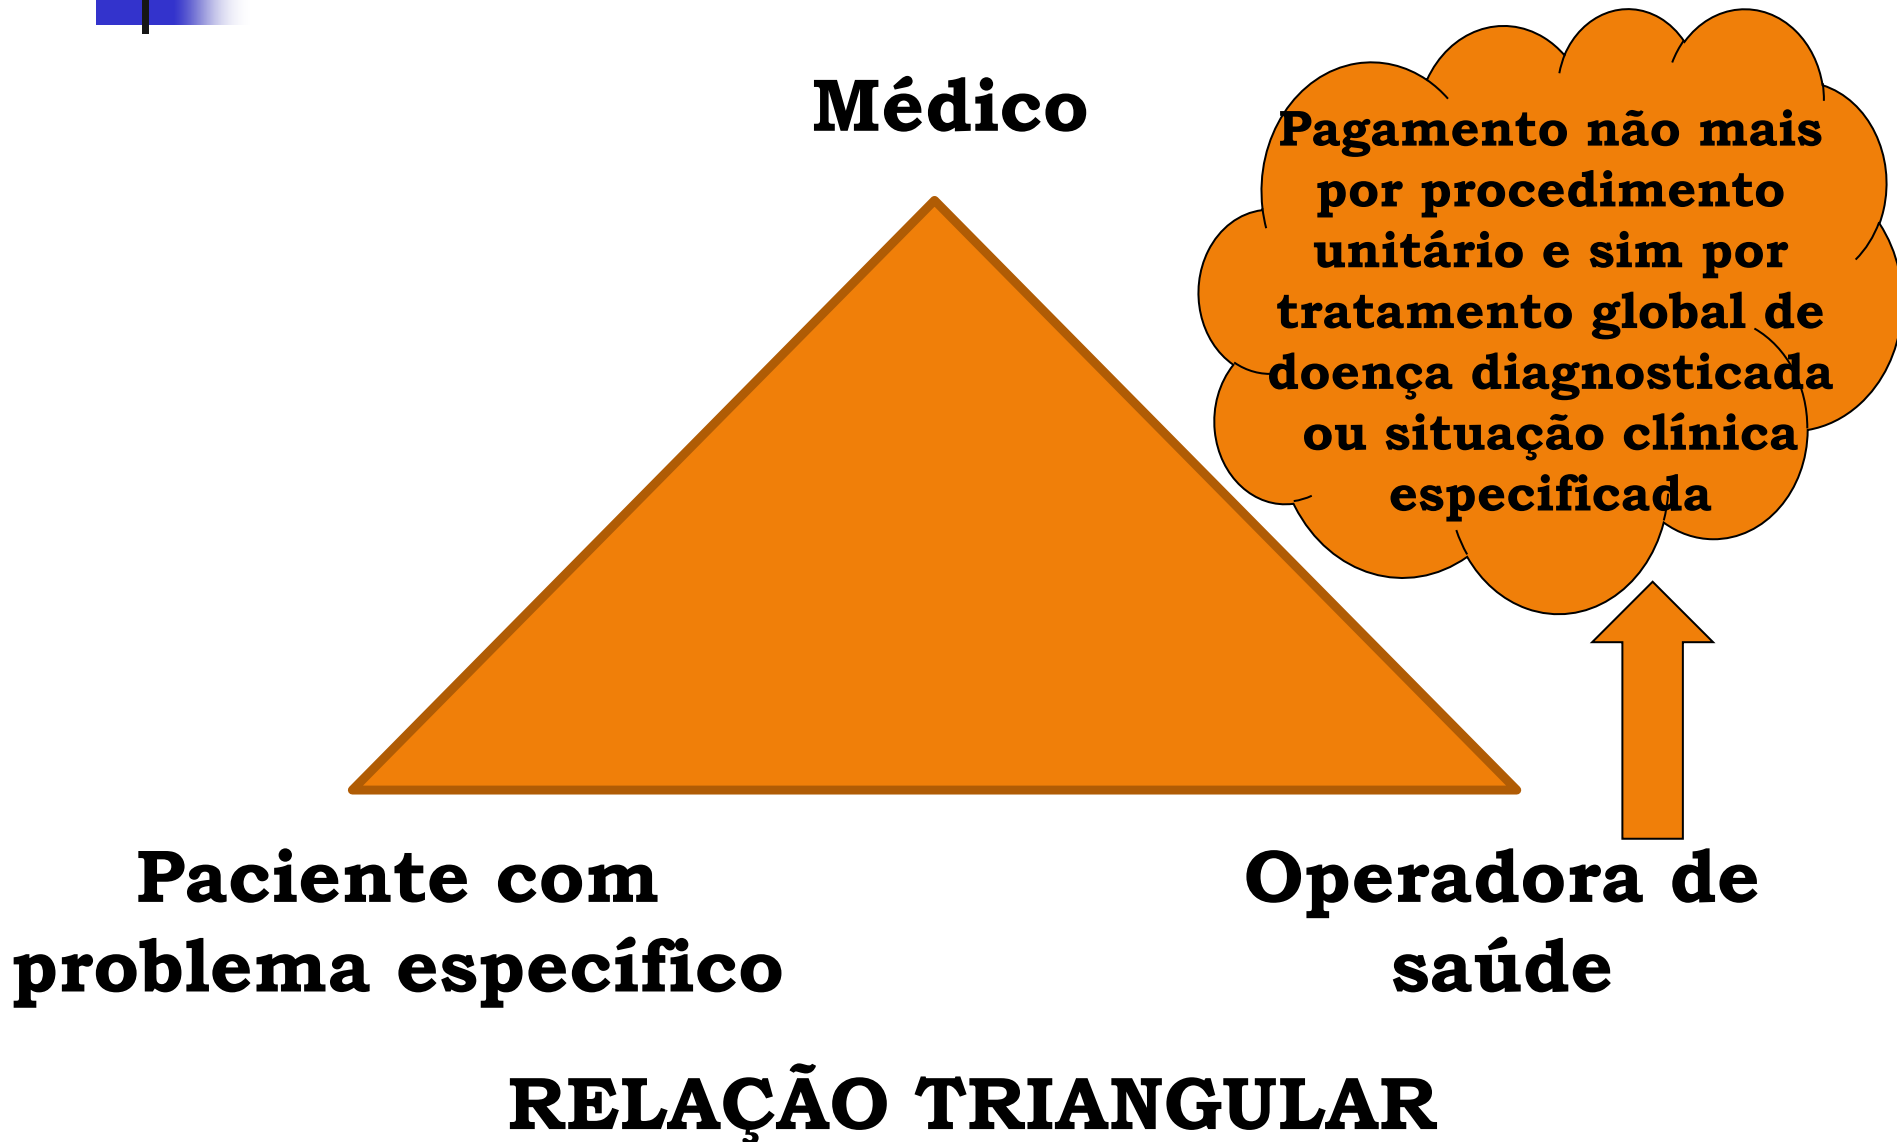 Médico
Pagamento não mais
por procedimento
unitário e sim por
tratamento global de
doença diagnosticada
ou situação clínica
especificada
Paciente com
problema específico
Operadora de
saúde
RELAÇÃO TRIANGULAR